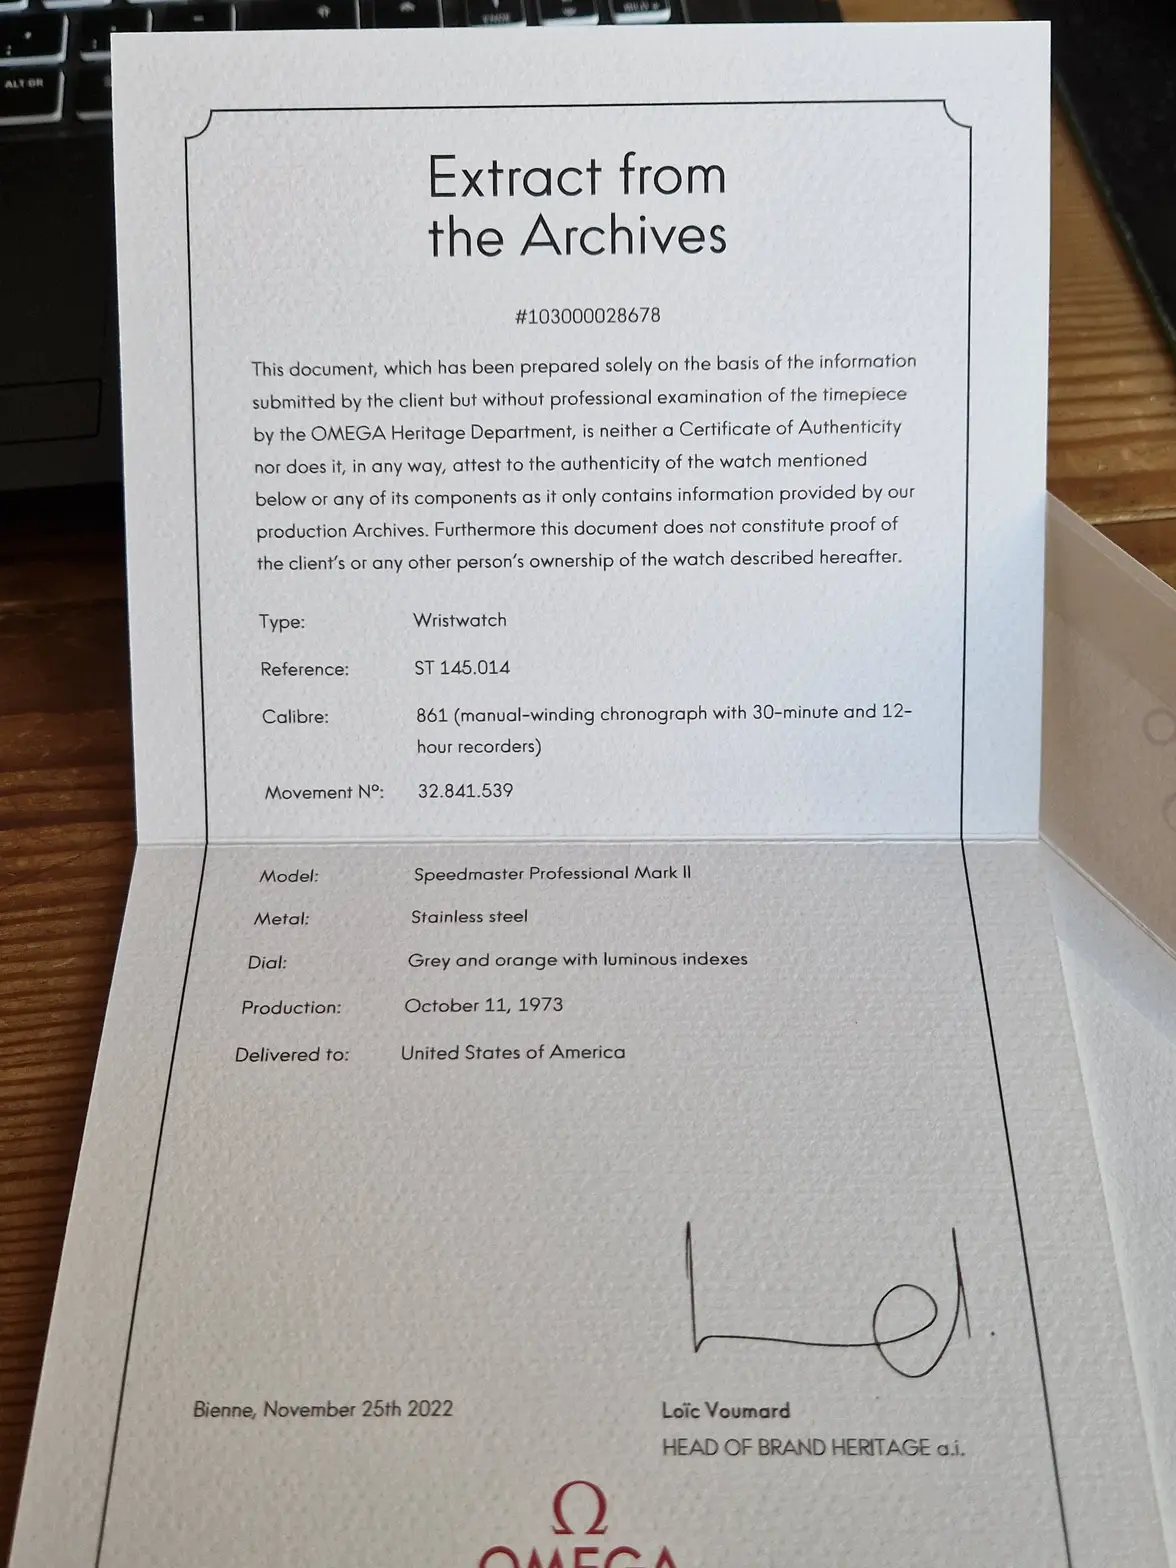 ALT GR
Extract from
the Archives
#103000028678
This document, which has been prepared solely on the basis of the information
submitted by the client but without professional examination of the timepiece
by the OMEGA Heritage Department, is neither a Certificate of Authenticity
nor does it, in any way, attest to the authenticity of the watch mentioned
below or any of its components as it only contains information provided by our
production Archives. Furthermore this document does not constitute proof of
the client's or any other person's ownership of the watch described hereafter.
Type: Wristwatch
Reference: ST 145.014
Calibre: 861 (manual-winding chronograph with 30-minute and 12-
hour recorders)
Movement Nº: 32.841.539
Model: Speedmaster Professional Mark II
Metal: Stainless steel
Dial: Grey and orange with luminous indexes
Production: October 11, 1973
Delivered to: United States of America
Bienne, November 25th 2022
Loïc Voumard
HEAD OF BRAND HERITAGE a.i.
Ω
OMEGA